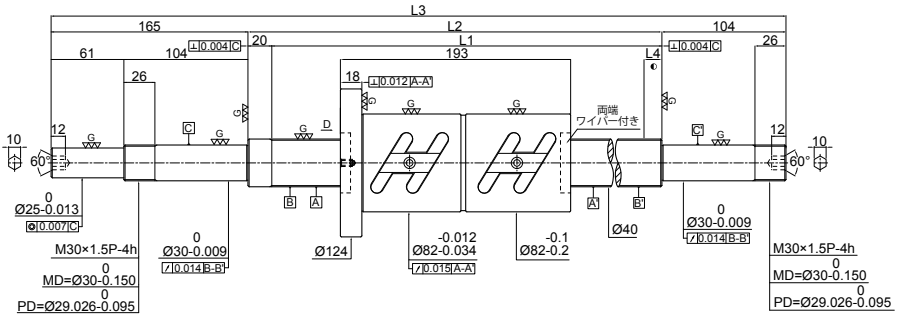 L3
165 L2 104
⊥ 0.004 C 20 L1 ⊥ 0.004 C
61 104 193 L4 26
26 18 ⊥ 0.012 A-A'
G G
G G D G G 両端
ワイパー付き
12 G C G G C' G 12
10 60° 60° 10
B A A' B'
0
Ø25-0.013
◎ 0.007 C
0
Ø30-0.009
⌰ 0.014 B-B'
Ø124
-0.012
Ø82-0.034
⌰ 0.015 A-A'
-0.1
Ø82-0.2
Ø40
0
Ø30-0.009
⌰ 0.014 B-B'
M30×1.5P-4h
0
MD=Ø30-0.150
0
PD=Ø29.026-0.095
M30×1.5P-4h
0
MD=Ø30-0.150
0
PD=Ø29.026-0.095